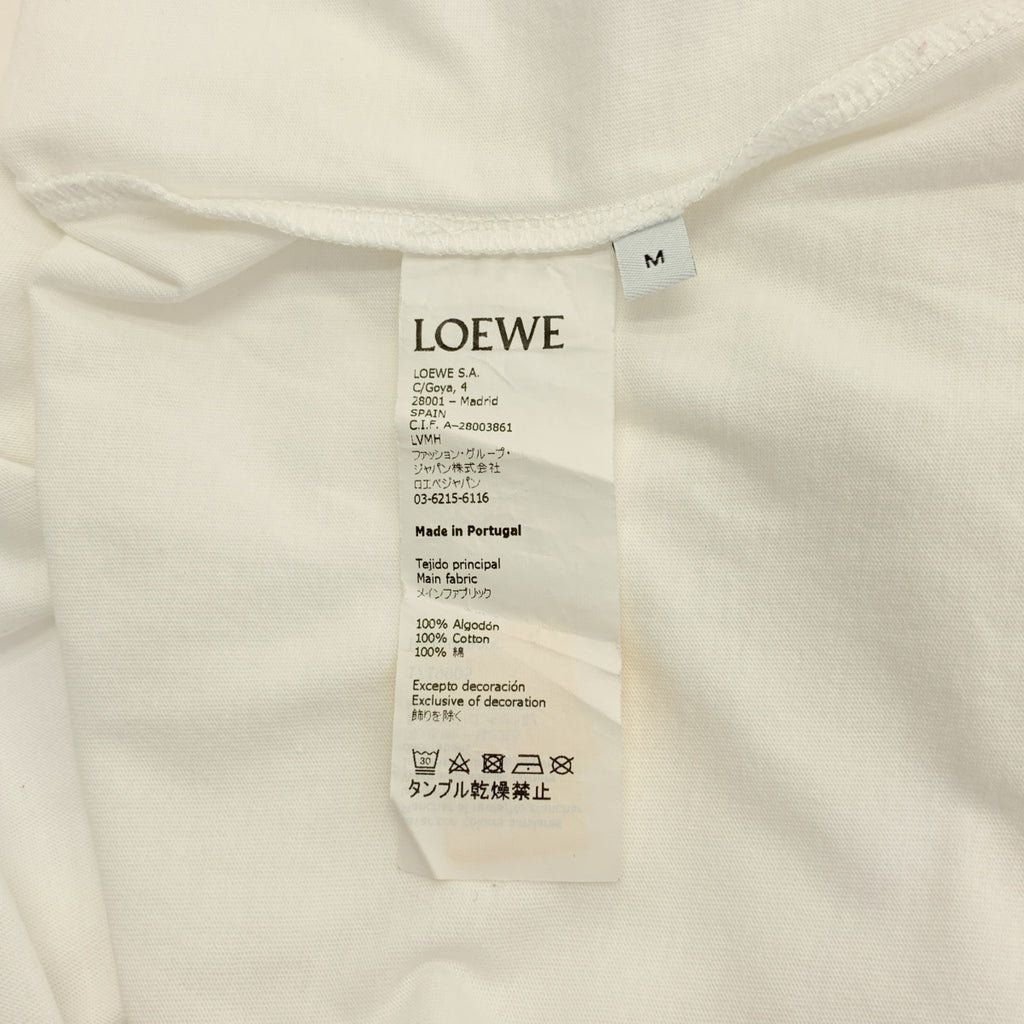 M
LOEWE
LOEWE S.A.
C/Goya, 4
28001 – Madrid
SPAIN
C.I.F. A-28003861
LVMH
ファッション・グループ・
ジャパン株式会社
ロエベジャパン
03-6215-6116
Made in Portugal
Tejido principal
Main fabric
メインファブリック
100% Algodón
100% Cotton
100% 綿
Excepto decoración
Exclusive of decoration
飾りを除く
30
タンブル乾燥禁止